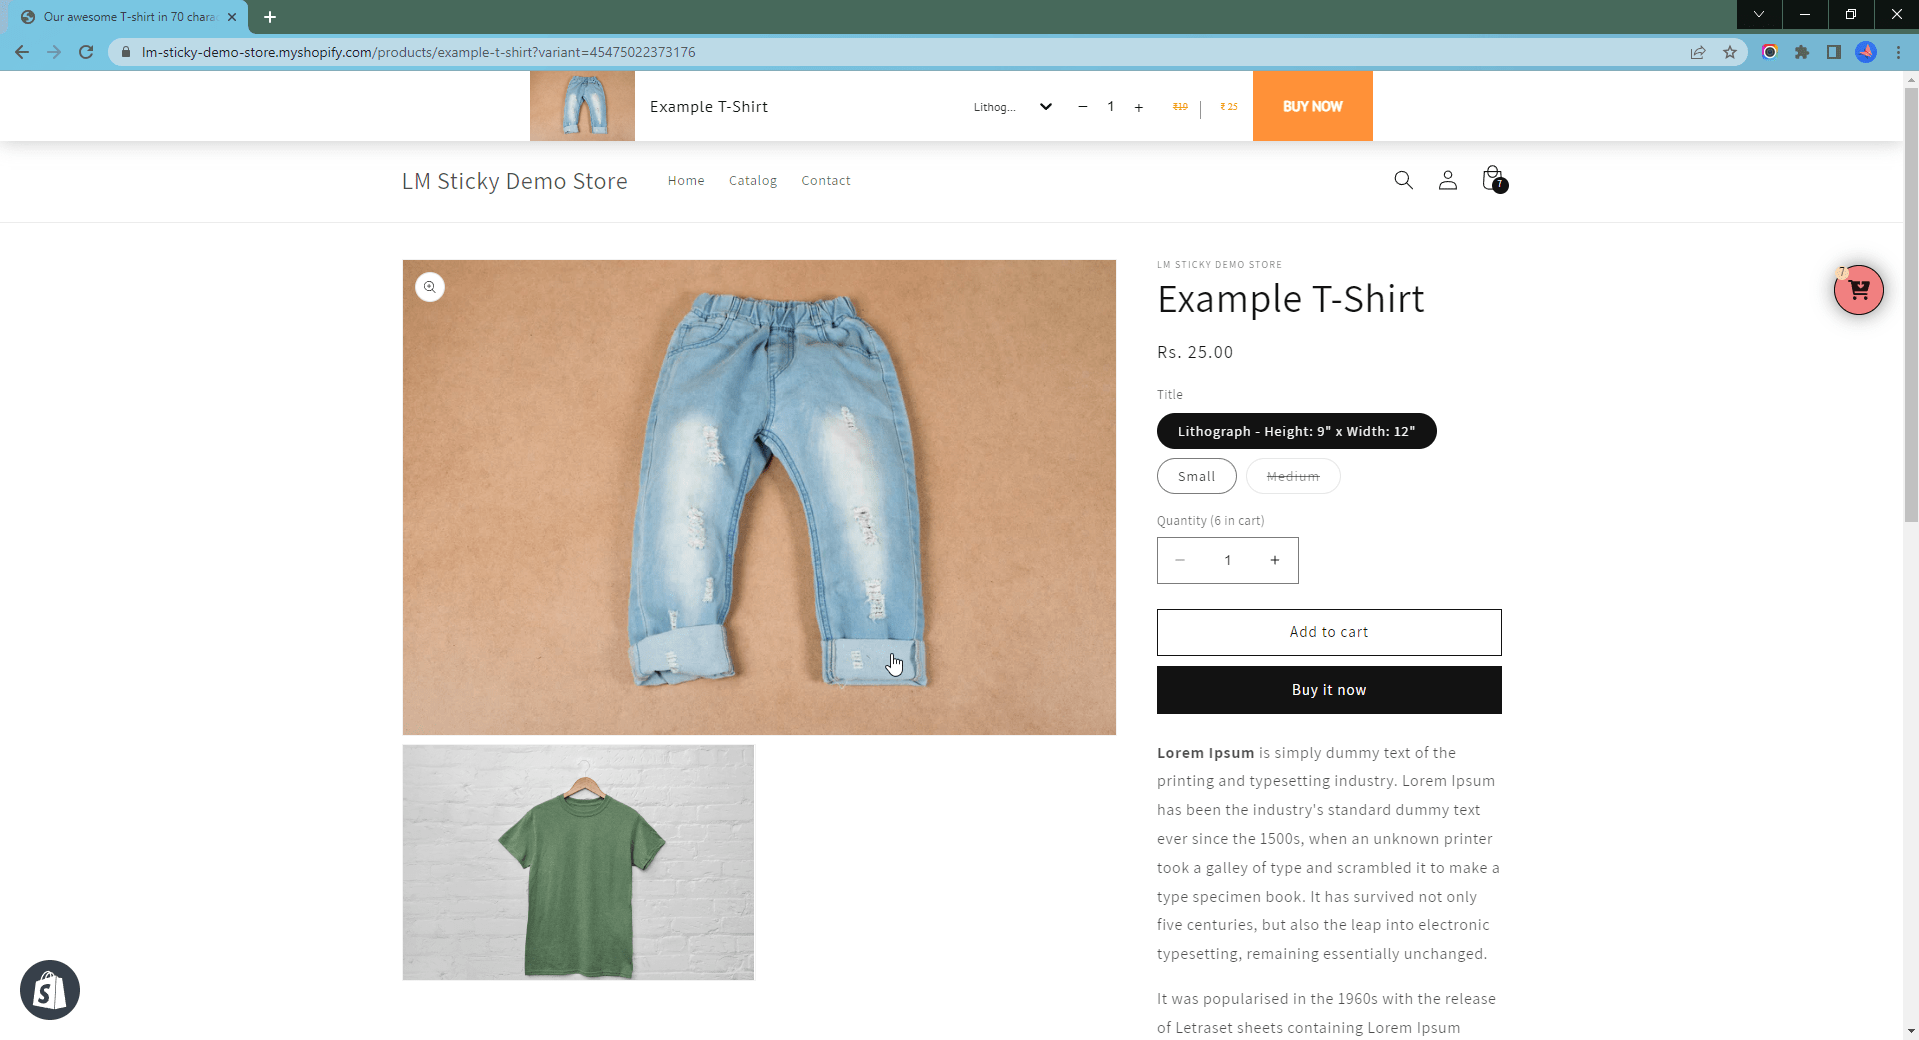 Our awesome T-shirt in 70 chara
lm-sticky-demo-store.myshopify.com/products/example-t-shirt?variant=45475022373176
Example T-Shirt
Lithog...
− 1 +
₹19
₹ 25
BUY NOW
LM Sticky Demo Store
Home
Catalog
Contact
7
7
LM STICKY DEMO STORE
Example T-Shirt
Rs. 25.00
Title
Lithograph - Height: 9" x Width: 12"
Small
Medium
Quantity (6 in cart)
− 1 +
Add to cart
Buy it now
Lorem Ipsum is simply dummy text of the
printing and typesetting industry. Lorem Ipsum
has been the industry's standard dummy text
ever since the 1500s, when an unknown printer
took a galley of type and scrambled it to make a
type specimen book. It has survived not only
five centuries, but also the leap into electronic
typesetting, remaining essentially unchanged.
It was popularised in the 1960s with the release
of Letraset sheets containing Lorem Ipsum